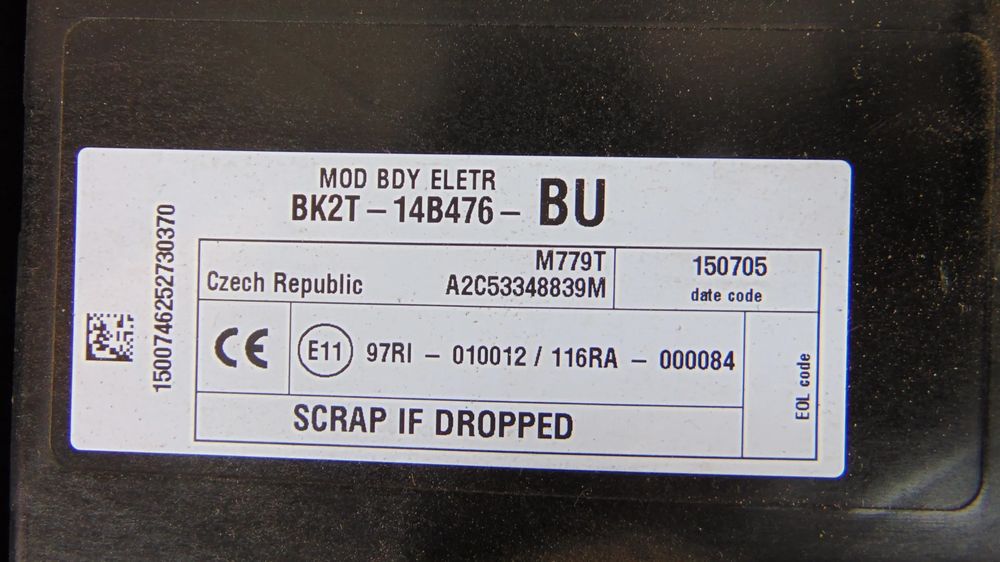 MOD BDY ELETR
BK2T-14B476- BU
1500746252730370
Czech Republic
M779T
A2C53348839M
150705
date code
CE
E11
97RI - 010012 / 116RA - 000084
EOL code
SCRAP IF DROPPED